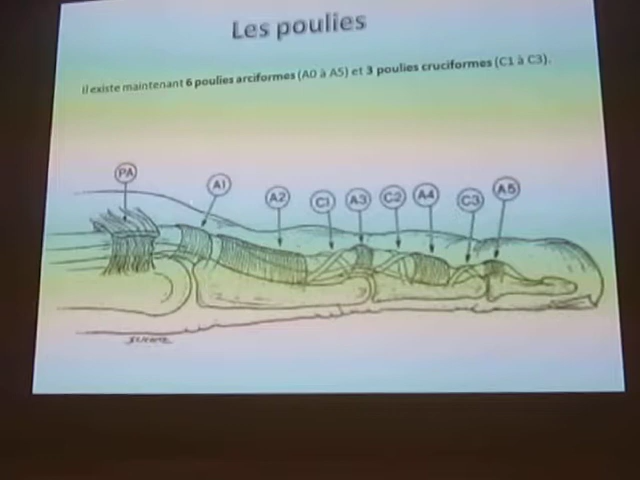 Les poulies
Il existe maintenant 6 poulies arciformes (A0 à A5) et 3 poulies cruciformes (C1 à C3).
PA
A1
A2
C1
A3
C2
A4
C3
A5